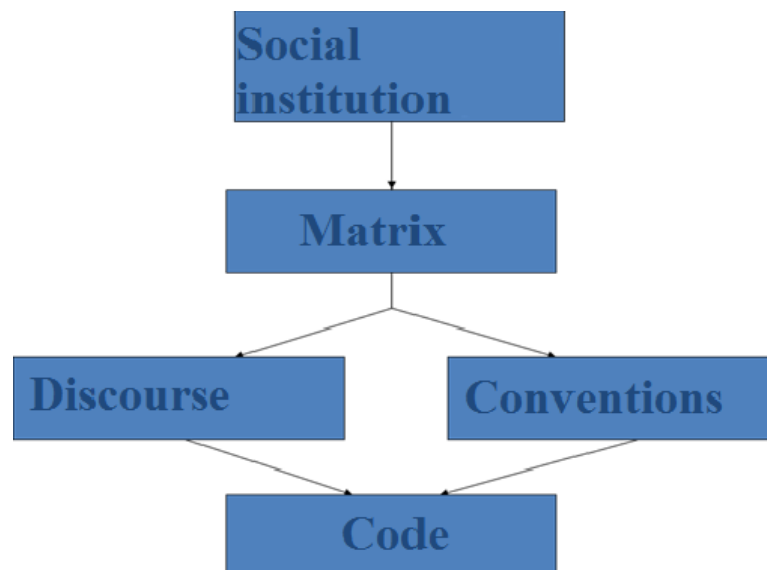 Social
institution
Matrix
Discourse
Conventions
Code